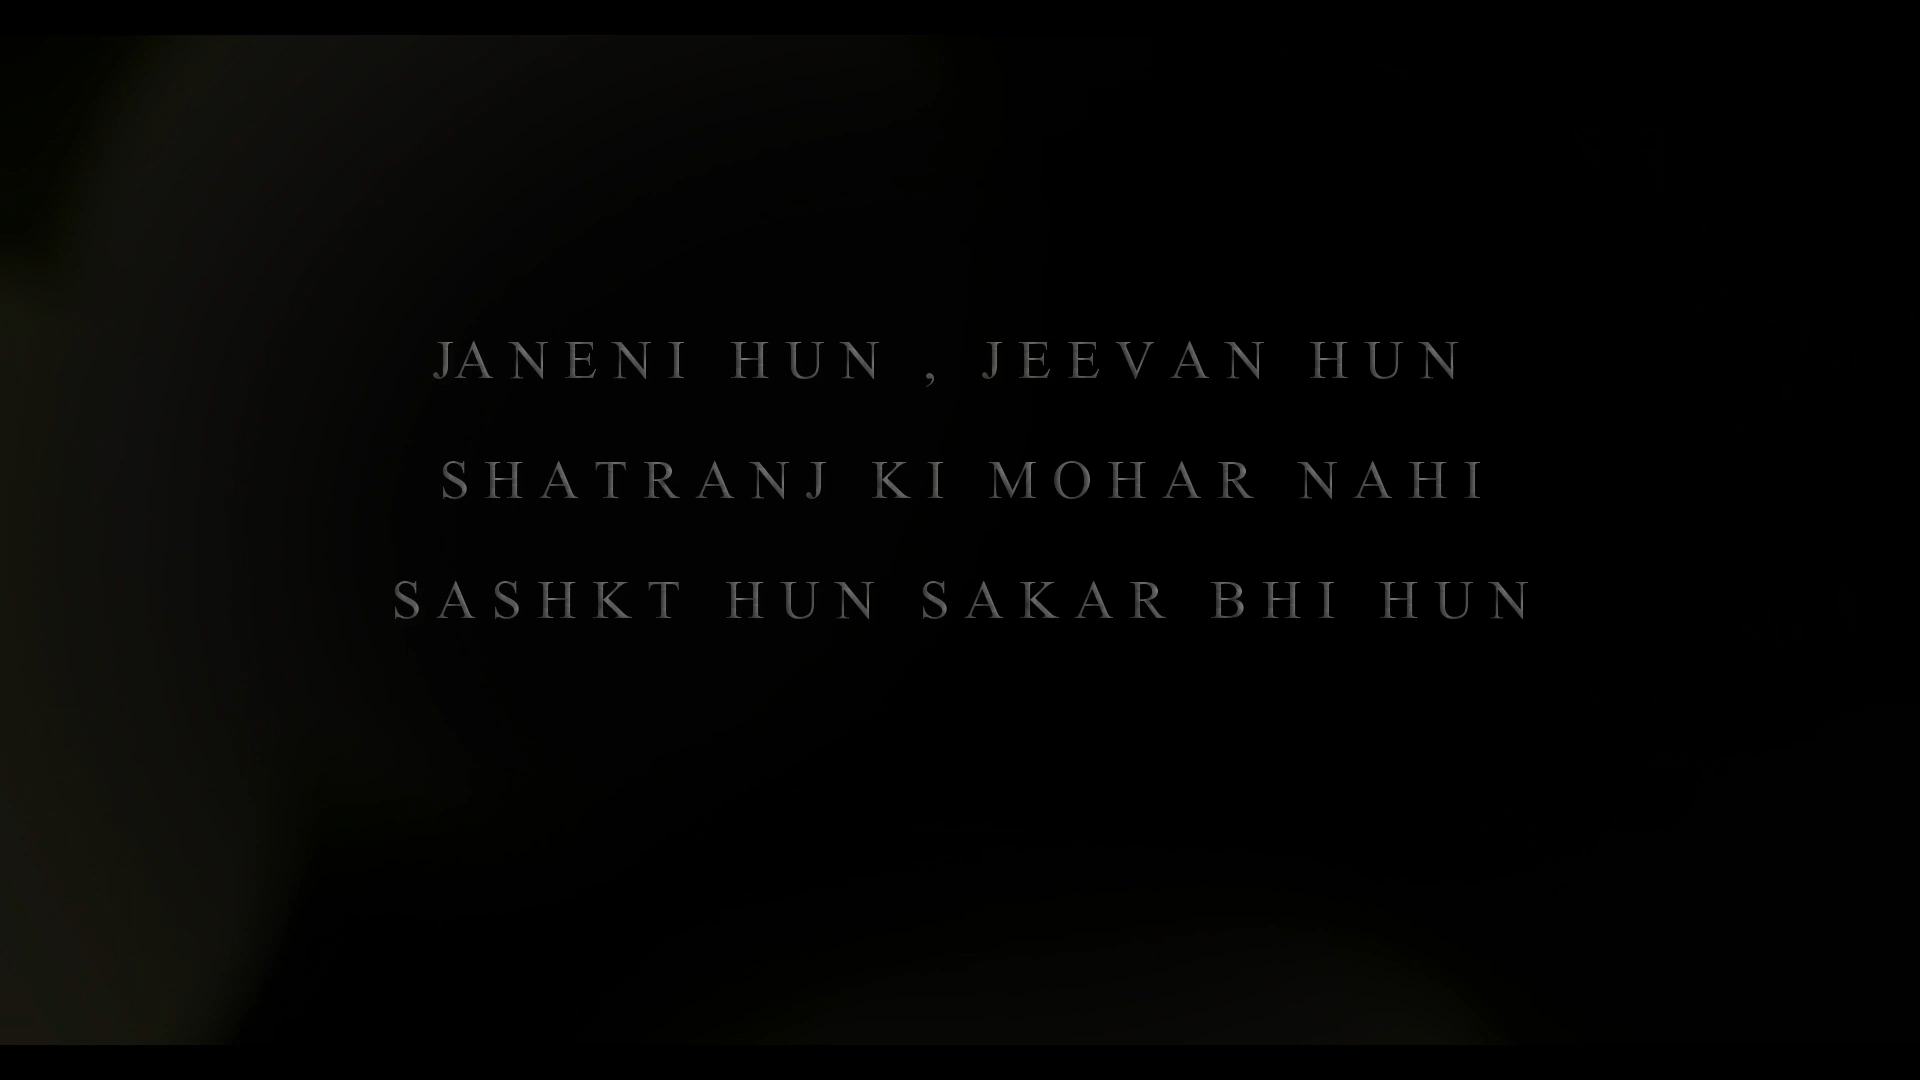 JANENI HUN , JEEVAN HUN
SHATRANJ KI MOHAR NAHI
SASHKT HUN SAKAR BHI HUN